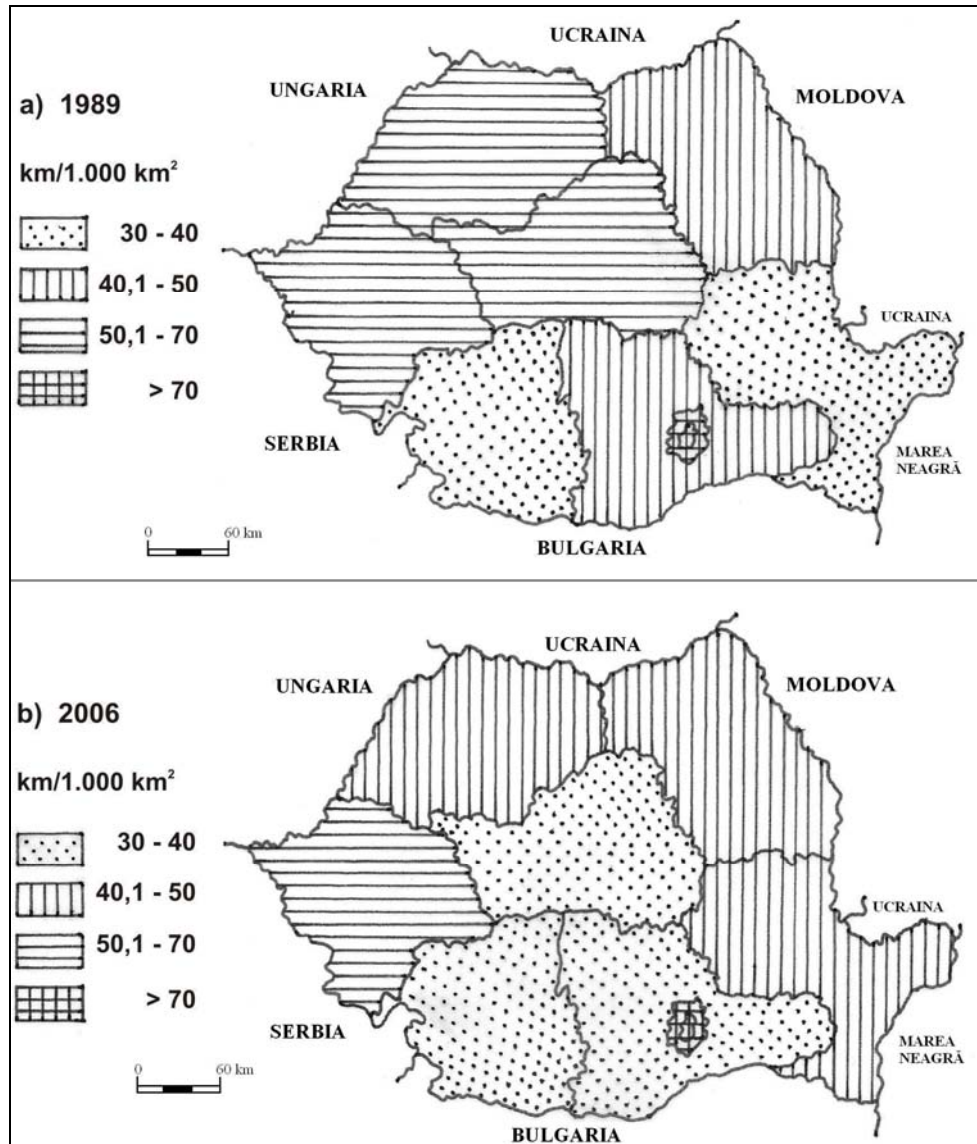 UCRAINA
UNGARIA
a) 1989
MOLDOVA
km/1.000 km²
30 - 40
40,1 - 50
50,1 - 70
> 70
UCRAINA
SERBIA
MAREA
NEAGRĂ
0 60 km
BULGARIA
UCRAINA
UNGARIA
MOLDOVA
b) 2006
km/1.000 km²
30 - 40
40,1 - 50
50,1 - 70
> 70
UCRAINA
SERBIA
MAREA
NEAGRĂ
0 60 km
BULGARIA